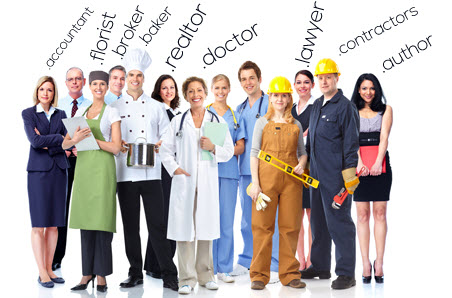 .accountant
.florist
.broker
.baker
.realtor
.doctor
.lawyer
.contractors
.author